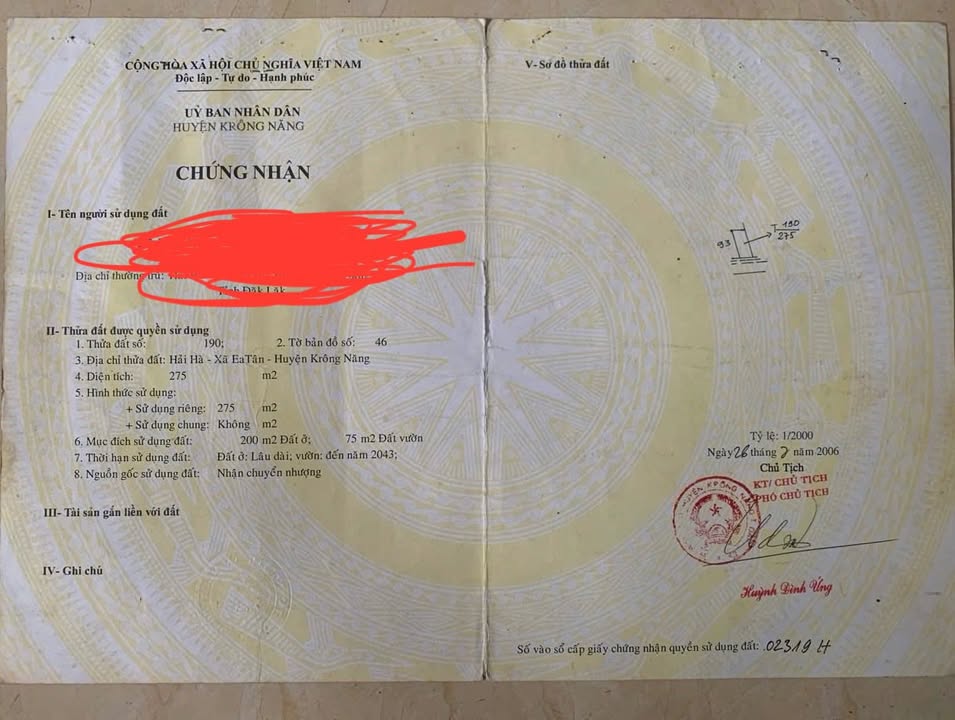 CỘNG HÒA XÃ HỘI CHỦ NGHĨA VIỆT NAM
Độc lập - Tự do - Hạnh phúc
UỶ BAN NHÂN DÂN
HUYỆN KRÔNG NĂNG
CHỨNG NHẬN
I- Tên người sử dụng đất
Địa chỉ thường trú:
Tỉnh Đăk Lăk
II- Thửa đất được quyền sử dụng
1. Thửa đất số: 190; 2. Tờ bản đồ số: 46
3. Địa chỉ thửa đất: Hải Hà - Xã EaTân - Huyện Krông Năng
4. Diện tích: 275 m2
5. Hình thức sử dụng:
+ Sử dụng riêng: 275 m2
+ Sử dụng chung: Không m2
6. Mục đích sử dụng đất: 200 m2 Đất ở; 75 m2 Đất vườn
7. Thời hạn sử dụng đất: Đất ở: Lâu dài; vườn: đến năm 2043;
8. Nguồn gốc sử dụng đất: Nhận chuyển nhượng
III- Tài sản gắn liền với đất
IV- Ghi chú
V- Sơ đồ thửa đất
93
T 190
275
Tỷ lệ: 1/2000
Ngày 26 tháng 7 năm 2006
Chủ Tịch
KT/ CHỦ TỊCH
PHÓ CHỦ TỊCH
Huỳnh Đình Ứng
Số vào sổ cấp giấy chứng nhận quyền sử dụng đất: 02319 H